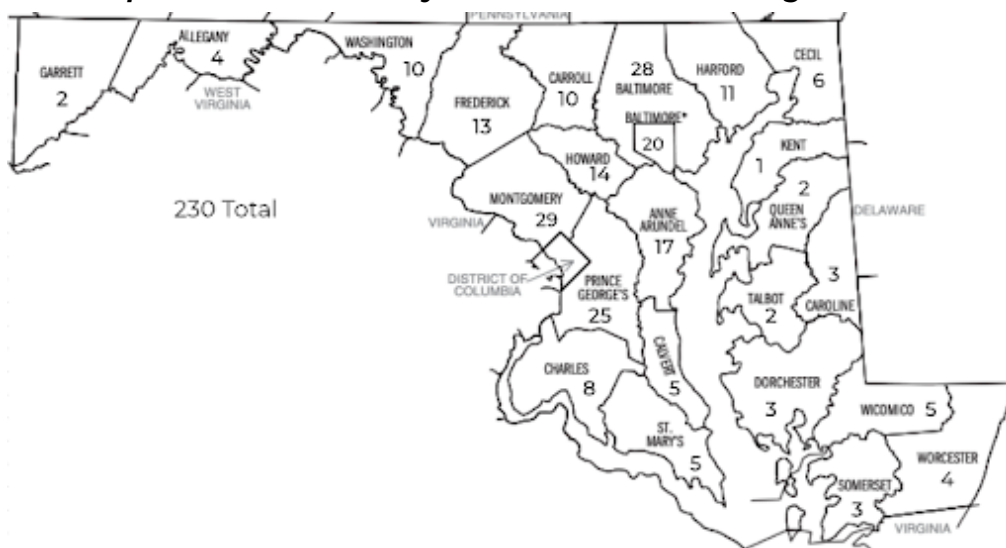 PENNSYLVANIA
ALLEGANY
4
WASHINGTON
10
GARRETT
2
WEST
VIRGINIA
FREDERICK
13
CARROLL
10
28
BALTIMORE
BALTIMORE*
20
HARFORD
11
CECIL
6
KENT
1
HOWARD
14
2
QUEEN
ANNE'S
DELAWARE
230 Total
MONTGOMERY
29
VIRGINIA
ANNE
ARUNDEL
17
DISTRICT OF
COLUMBIA
PRINCE
GEORGE'S
25
3
CAROLINE
TALBOT
2
CALVERT
5
CHARLES
8
DORCHESTER
3
WICOMICO 5
ST.
MARY'S
5
WORCESTER
4
SOMERSET
3
VIRGINIA